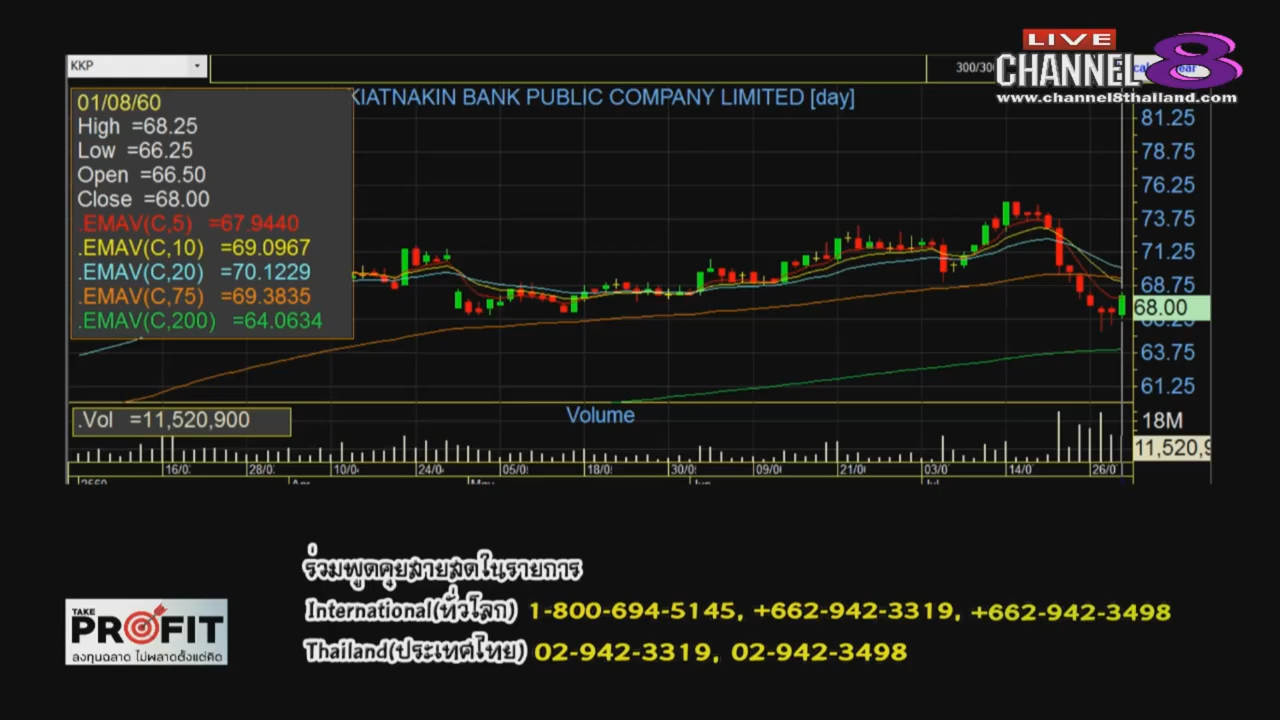 LIVE
CHANNEL 8
www.channel8thailand.com
KKP
KIATNAKIN BANK PUBLIC COMPANY LIMITED [day]
01/08/60
High =68.25
Low =66.25
Open =66.50
Close =68.00
.EMAV(C,5) =67.9440
.EMAV(C,10) =69.0967
.EMAV(C,20) =70.1229
.EMAV(C,75) =69.3835
.EMAV(C,200) =64.0634
81.25
78.75
76.25
73.75
71.25
68.75
68.00
63.75
61.25
.Vol =11,520,900
Volume
18M
11,520,9
16/0 28/0 10/0 24/0 05/0 18/0 30/0 09/0 21/0 03/0 14/0 26/0
ร่วมพูดคุยสายสดในรายการ
International(ทั่วโลก) 1-800-694-5145, +662-942-3319, +662-942-3498
Thailand(ประเทศไทย) 02-942-3319, 02-942-3498
TAKE
PROFIT
ลงทุนฉลาด ไม่พลาดตั้งแต่คิด